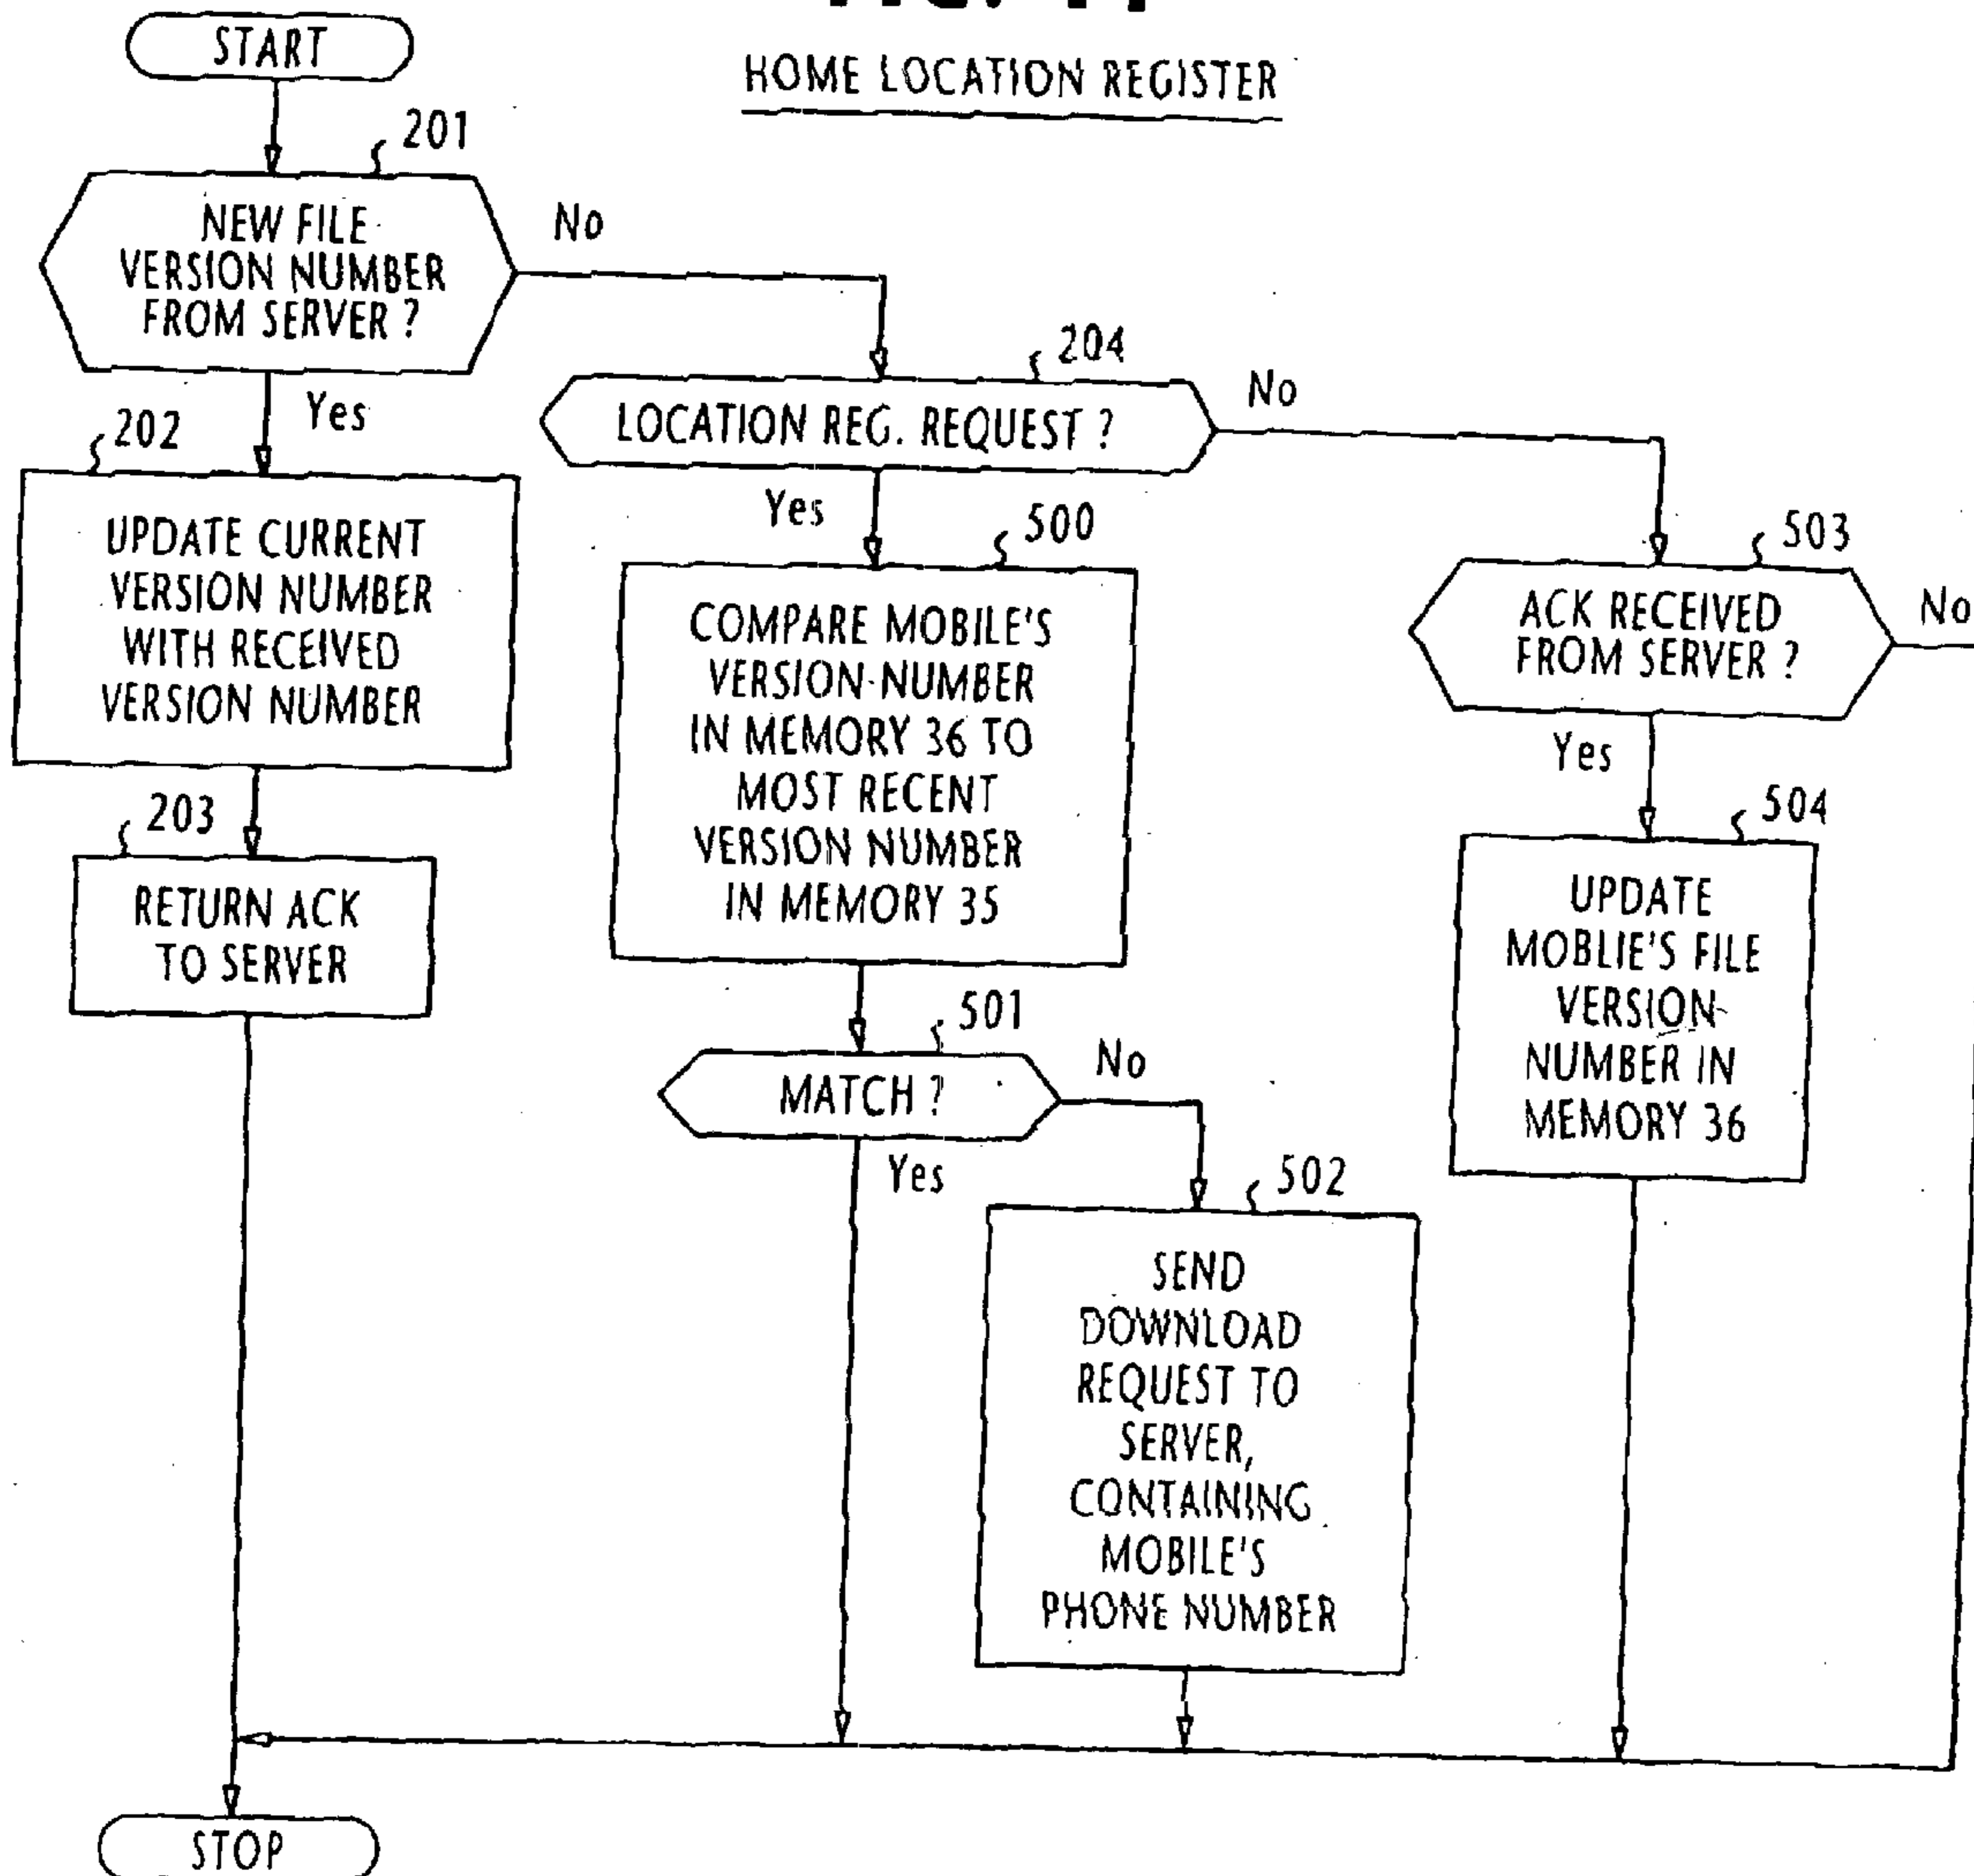 START
HOME LOCATION REGISTER
201
NEW FILE
VERSION NUMBER
FROM SERVER ?
No
Yes
204
LOCATION REG. REQUEST ?
No
Yes
202
UPDATE CURRENT
VERSION NUMBER
WITH RECEIVED
VERSION NUMBER
203
RETURN ACK
TO SERVER
500
COMPARE MOBILE'S
VERSION NUMBER
IN MEMORY 36 TO
MOST RECENT
VERSION NUMBER
IN MEMORY 35
501
MATCH ?
No
Yes
502
SEND
DOWNLOAD
REQUEST TO
SERVER,
CONTAINING
MOBILE'S
PHONE NUMBER
503
ACK RECEIVED
FROM SERVER ?
No
Yes
504
UPDATE
MOBLIE'S FILE
VERSION
NUMBER IN
MEMORY 36
STOP